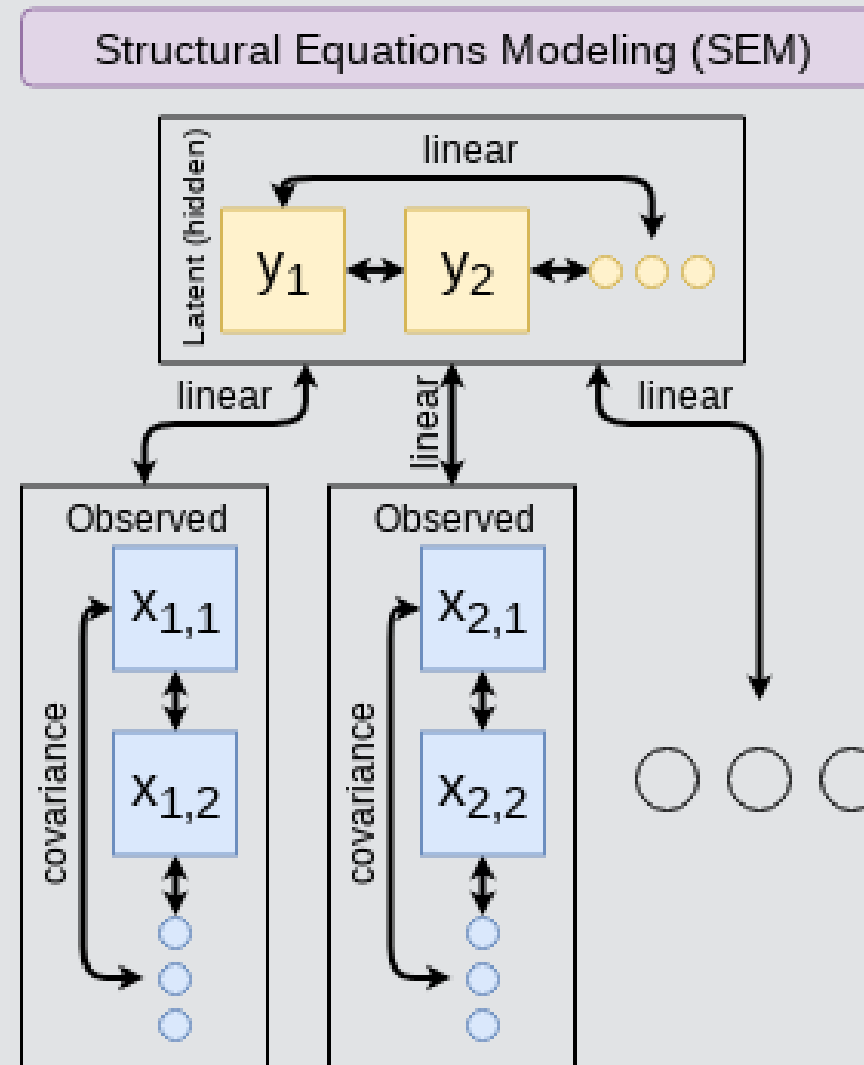 Structural Equations Modeling (SEM)
Latent (hidden)
linear
y1
y2
linear
linear
linear
Observed
x1,1
covariance
x1,2
Observed
x2,1
covariance
x2,2